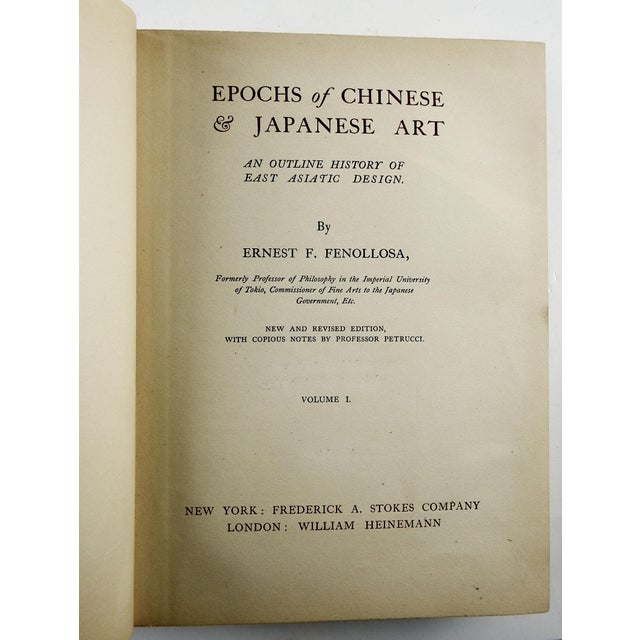 EPOCHS of CHINESE
& JAPANESE ART
AN OUTLINE HISTORY OF
EAST ASIATIC DESIGN.
By
ERNEST F. FENOLLOSA,
Formerly Professor of Philosophy in the Imperial University
of Tokio, Commissioner of Fine Arts to the Japanese
Government, Etc.
NEW AND REVISED EDITION,
WITH COPIOUS NOTES BY PROFESSOR PETRUCCI.
VOLUME I.
NEW YORK: FREDERICK A. STOKES COMPANY
LONDON: WILLIAM HEINEMANN